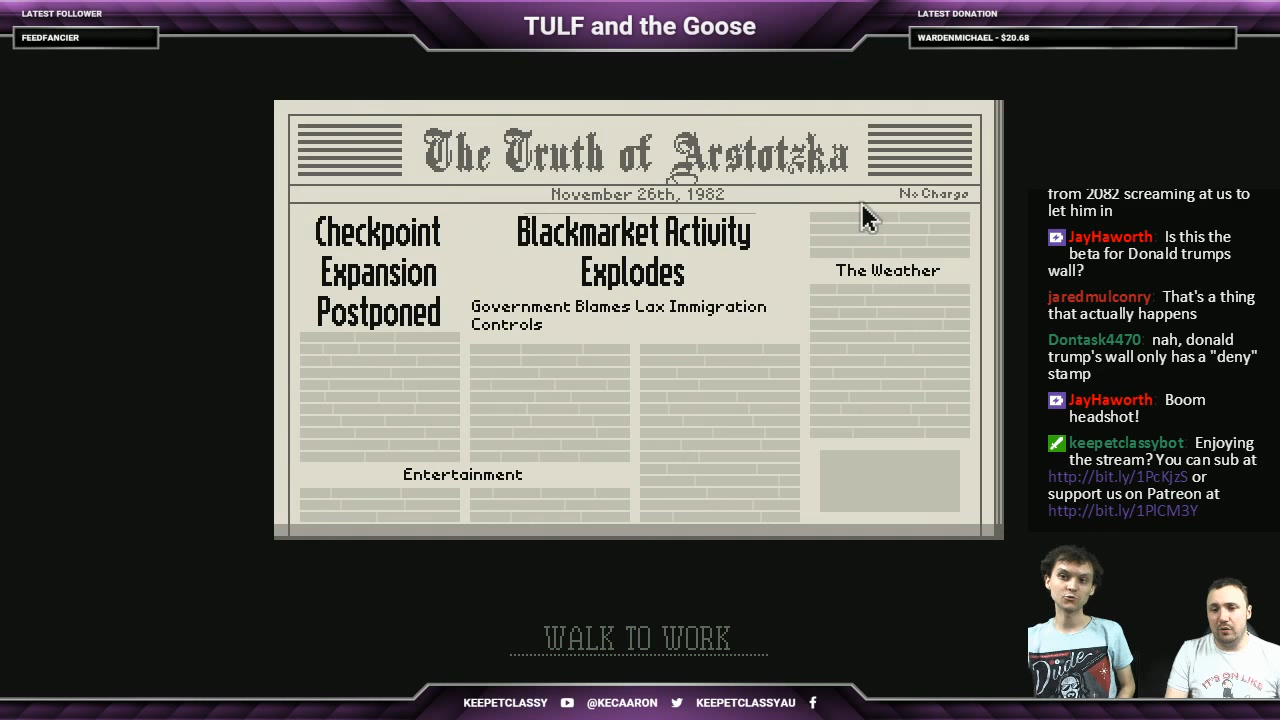 LATEST FOLLOWER
FEEDFANCIER
TULF and the Goose
LATEST DONATION
WARDENMICHAEL - $20.68
The Truth of Arstotzka
November 26th, 1982
No Charge
Checkpoint
Expansion
Postponed
Blackmarket Activity
Explodes
Government Blames Lax Immigration
Controls
The Weather
Entertainment
WALK TO WORK
from 2082 screaming at us to
let him in
JayHaworth: Is this the
beta for Donald trumps
wall?
jaredmulconry: That's a thing
that actually happens
Dontask4470: nah, donald
trump's wall only has a "deny"
stamp
JayHaworth: Boom
headshot!
keepetclassybot: Enjoying
the stream? You can sub at
http://bit.ly/1PcKjzS or
support us on Patreon at
http://bit.ly/1PlCM3Y
Dude
IT'S ON LIKE
KEEPETCLASSY
@KECAARON
KEEPETCLASSYAU